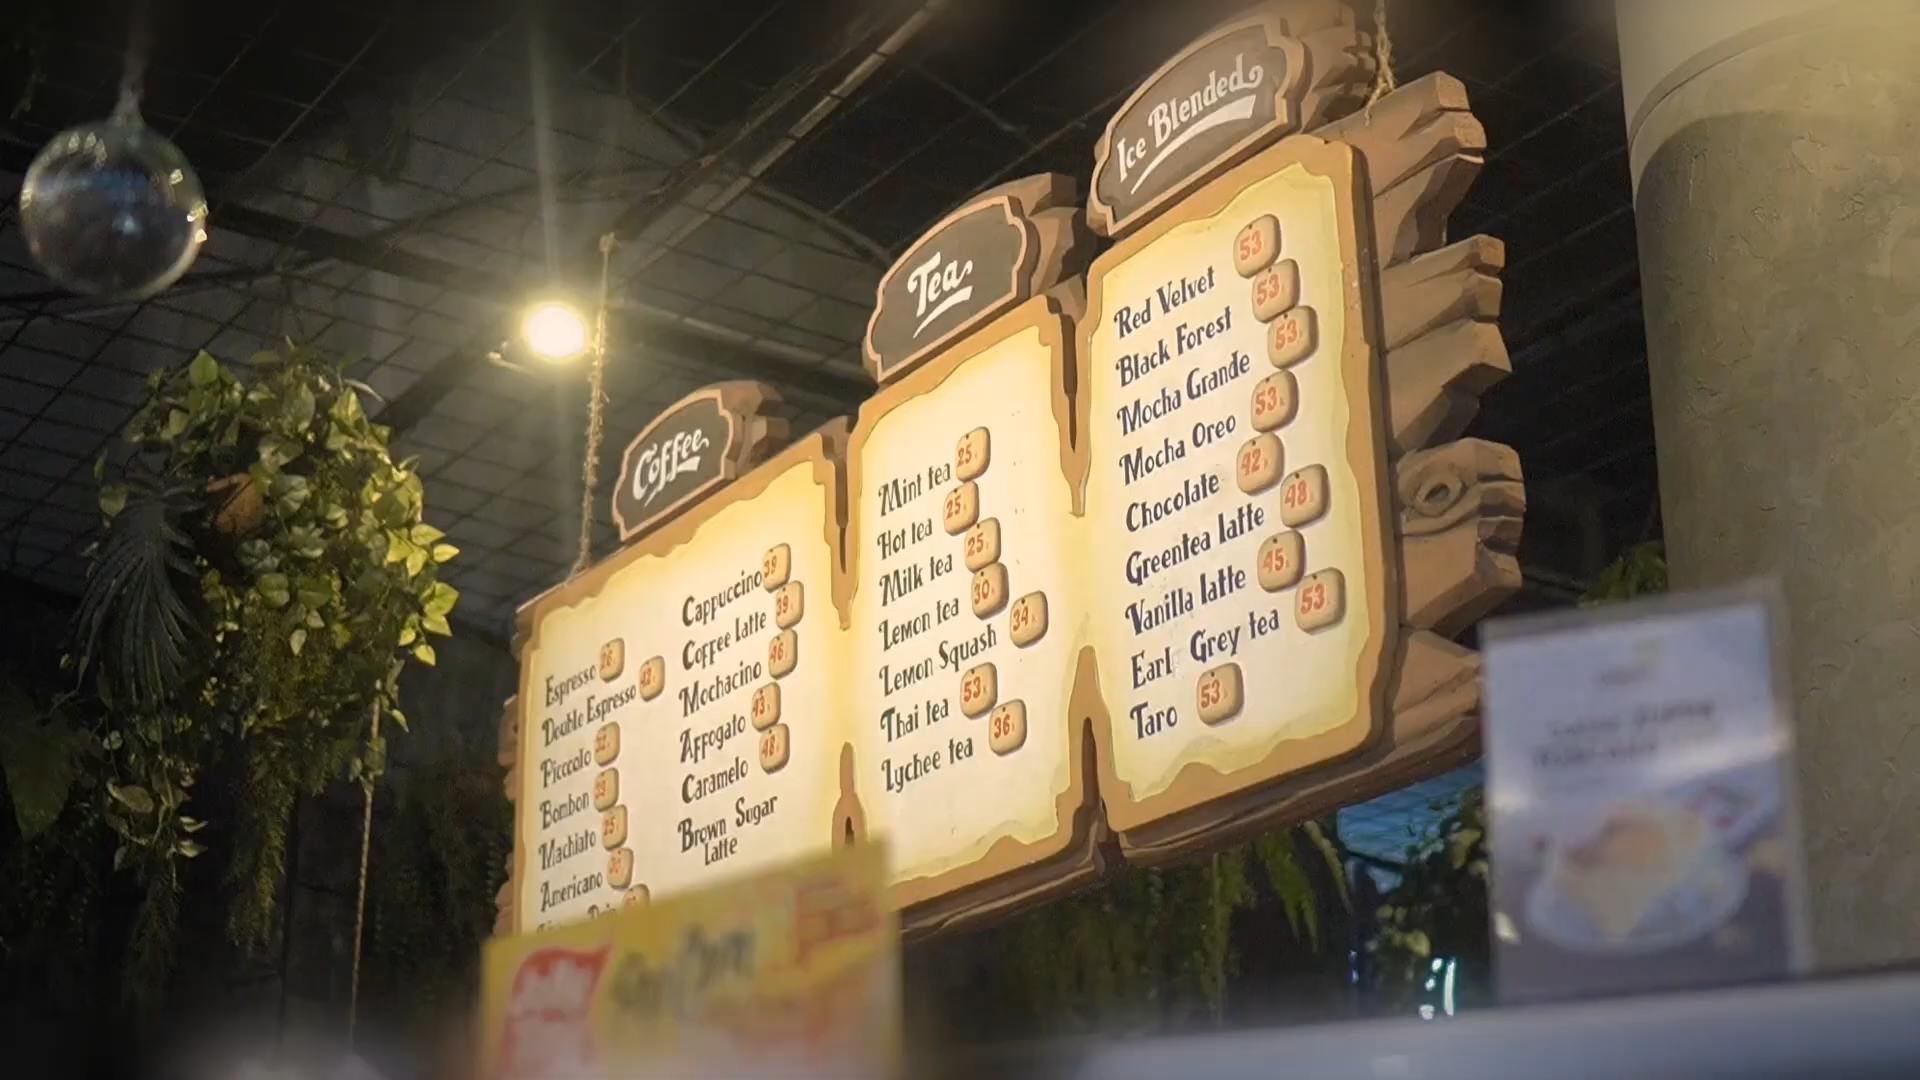 Coffee
Espresso 26
Double Espresso
Picccolo
Bombon
Machiato
Americano
Cappuccino 39
Coffee Latte 39
Mochacino 46
Affogato 43
Caramelo 48
Brown Sugar
Latte
Tea
Mint tea 25
Hot tea 25
Milk tea 25
Lemon tea 30
Lemon Squash 34
Thai tea 53
Lychee tea 36
Ice Blended
Red Velvet 53
Black Forest 53
Mocha Grande 53
Mocha Oreo 53
Chocolate 42
Greentea latte 48
Vanilla latte 45
Earl Grey tea 53
Taro 53